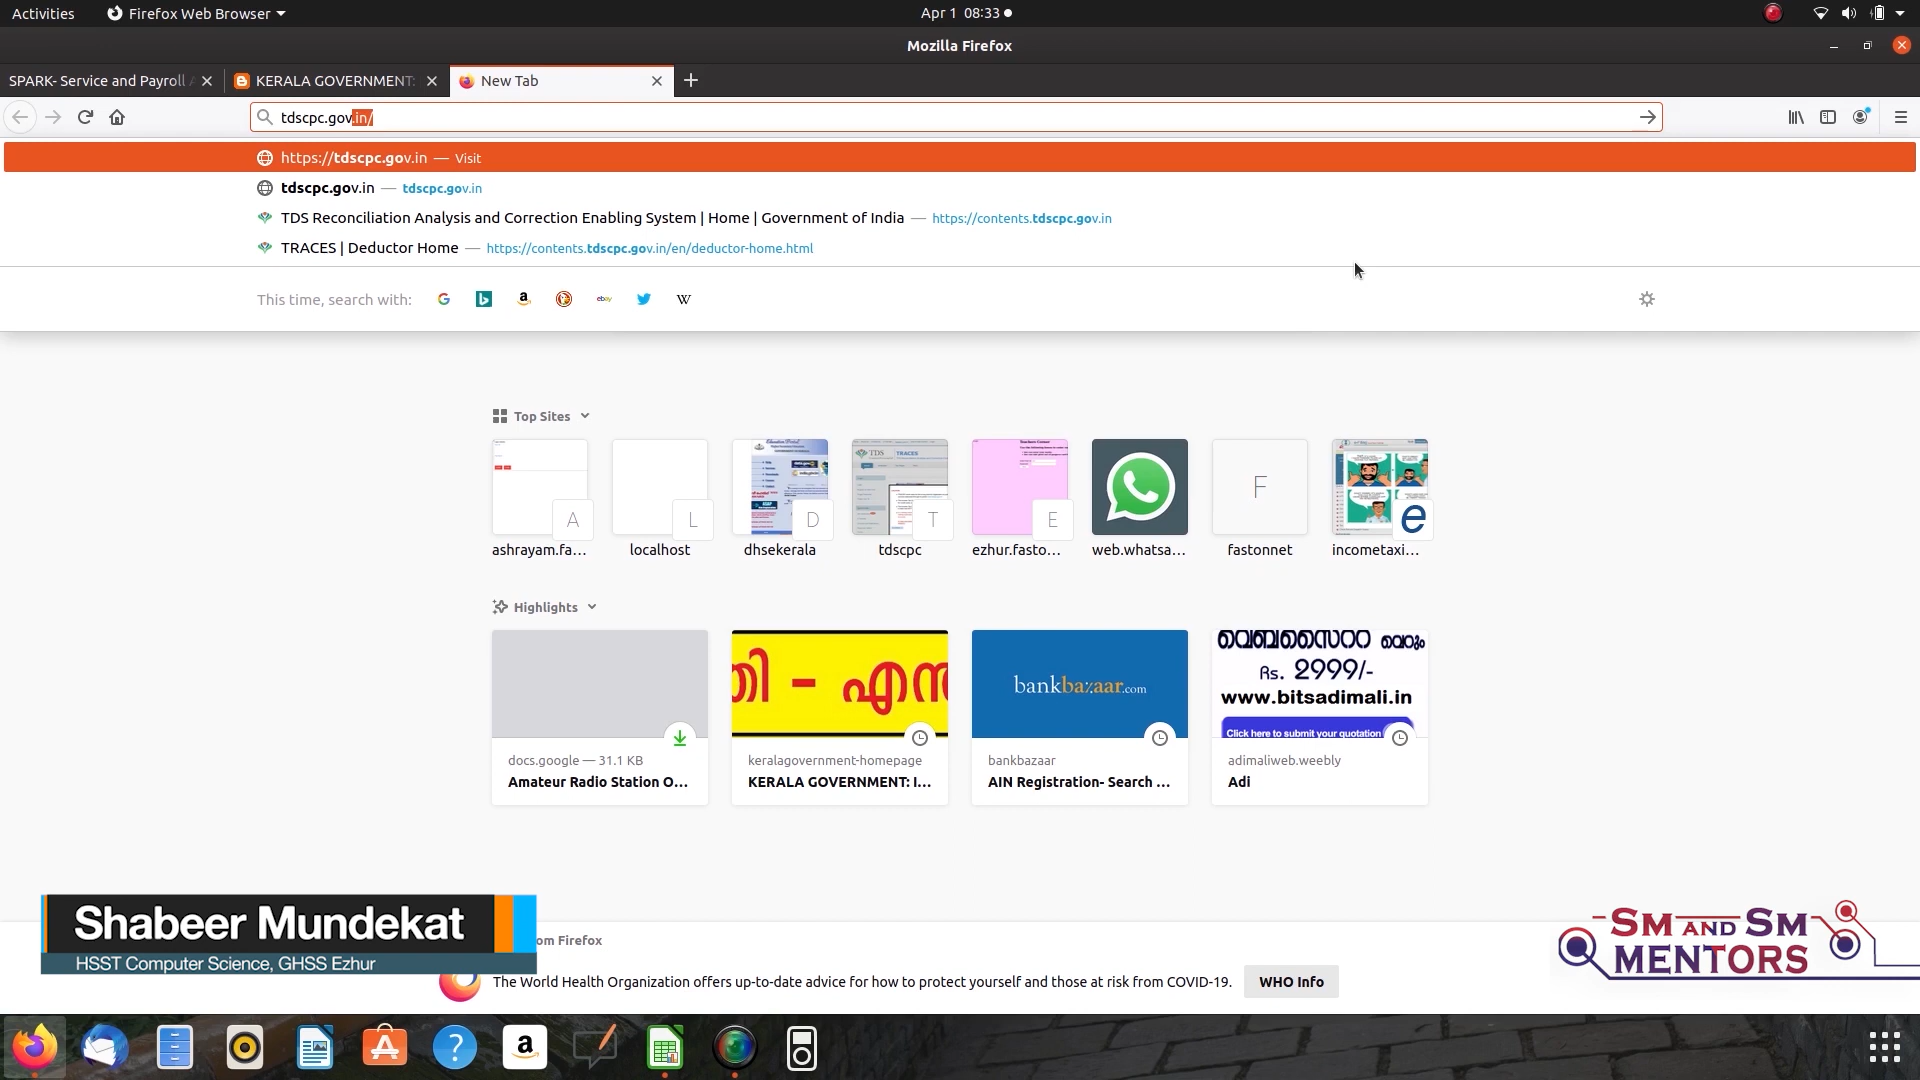 Activities
Firefox Web Browser
Apr 1 08:33
Mozilla Firefox
SPARK- Service and Payroll
KERALA GOVERNMENT:
New Tab
tdscpc.gov.in/
https://tdscpc.gov.in — Visit
tdscpc.gov.in — tdscpc.gov.in
TDS Reconciliation Analysis and Correction Enabling System | Home | Government of India — https://contents.tdscpc.gov.in
TRACES | Deductor Home — https://contents.tdscpc.gov.in/en/deductor-home.html
This time, search with:
Top Sites
TDS TRACES
A L D T E F
ashrayam.fa... localhost dhsekerala tdscpc ezhur.fasto... web.whatsa... fastonnet incometaxi...
Highlights
തി - എൻ
bankbazaar.com
വെബ്സൈറ്റ് വെറും
Rs. 2999/-
www.bitsadimali.in
Click here to submit your quotation
docs.google — 31.1 KB
Amateur Radio Station O...
keralagovernment-homepage
KERALA GOVERNMENT: I...
bankbazaar
AIN Registration- Search ...
adimaliweb.weebly
Adi
Shabeer Mundekat
HSST Computer Science, GHSS Ezhur
om Firefox
The World Health Organization offers up-to-date advice for how to protect yourself and those at risk from COVID-19.
WHO Info
SM AND SM
MENTORS